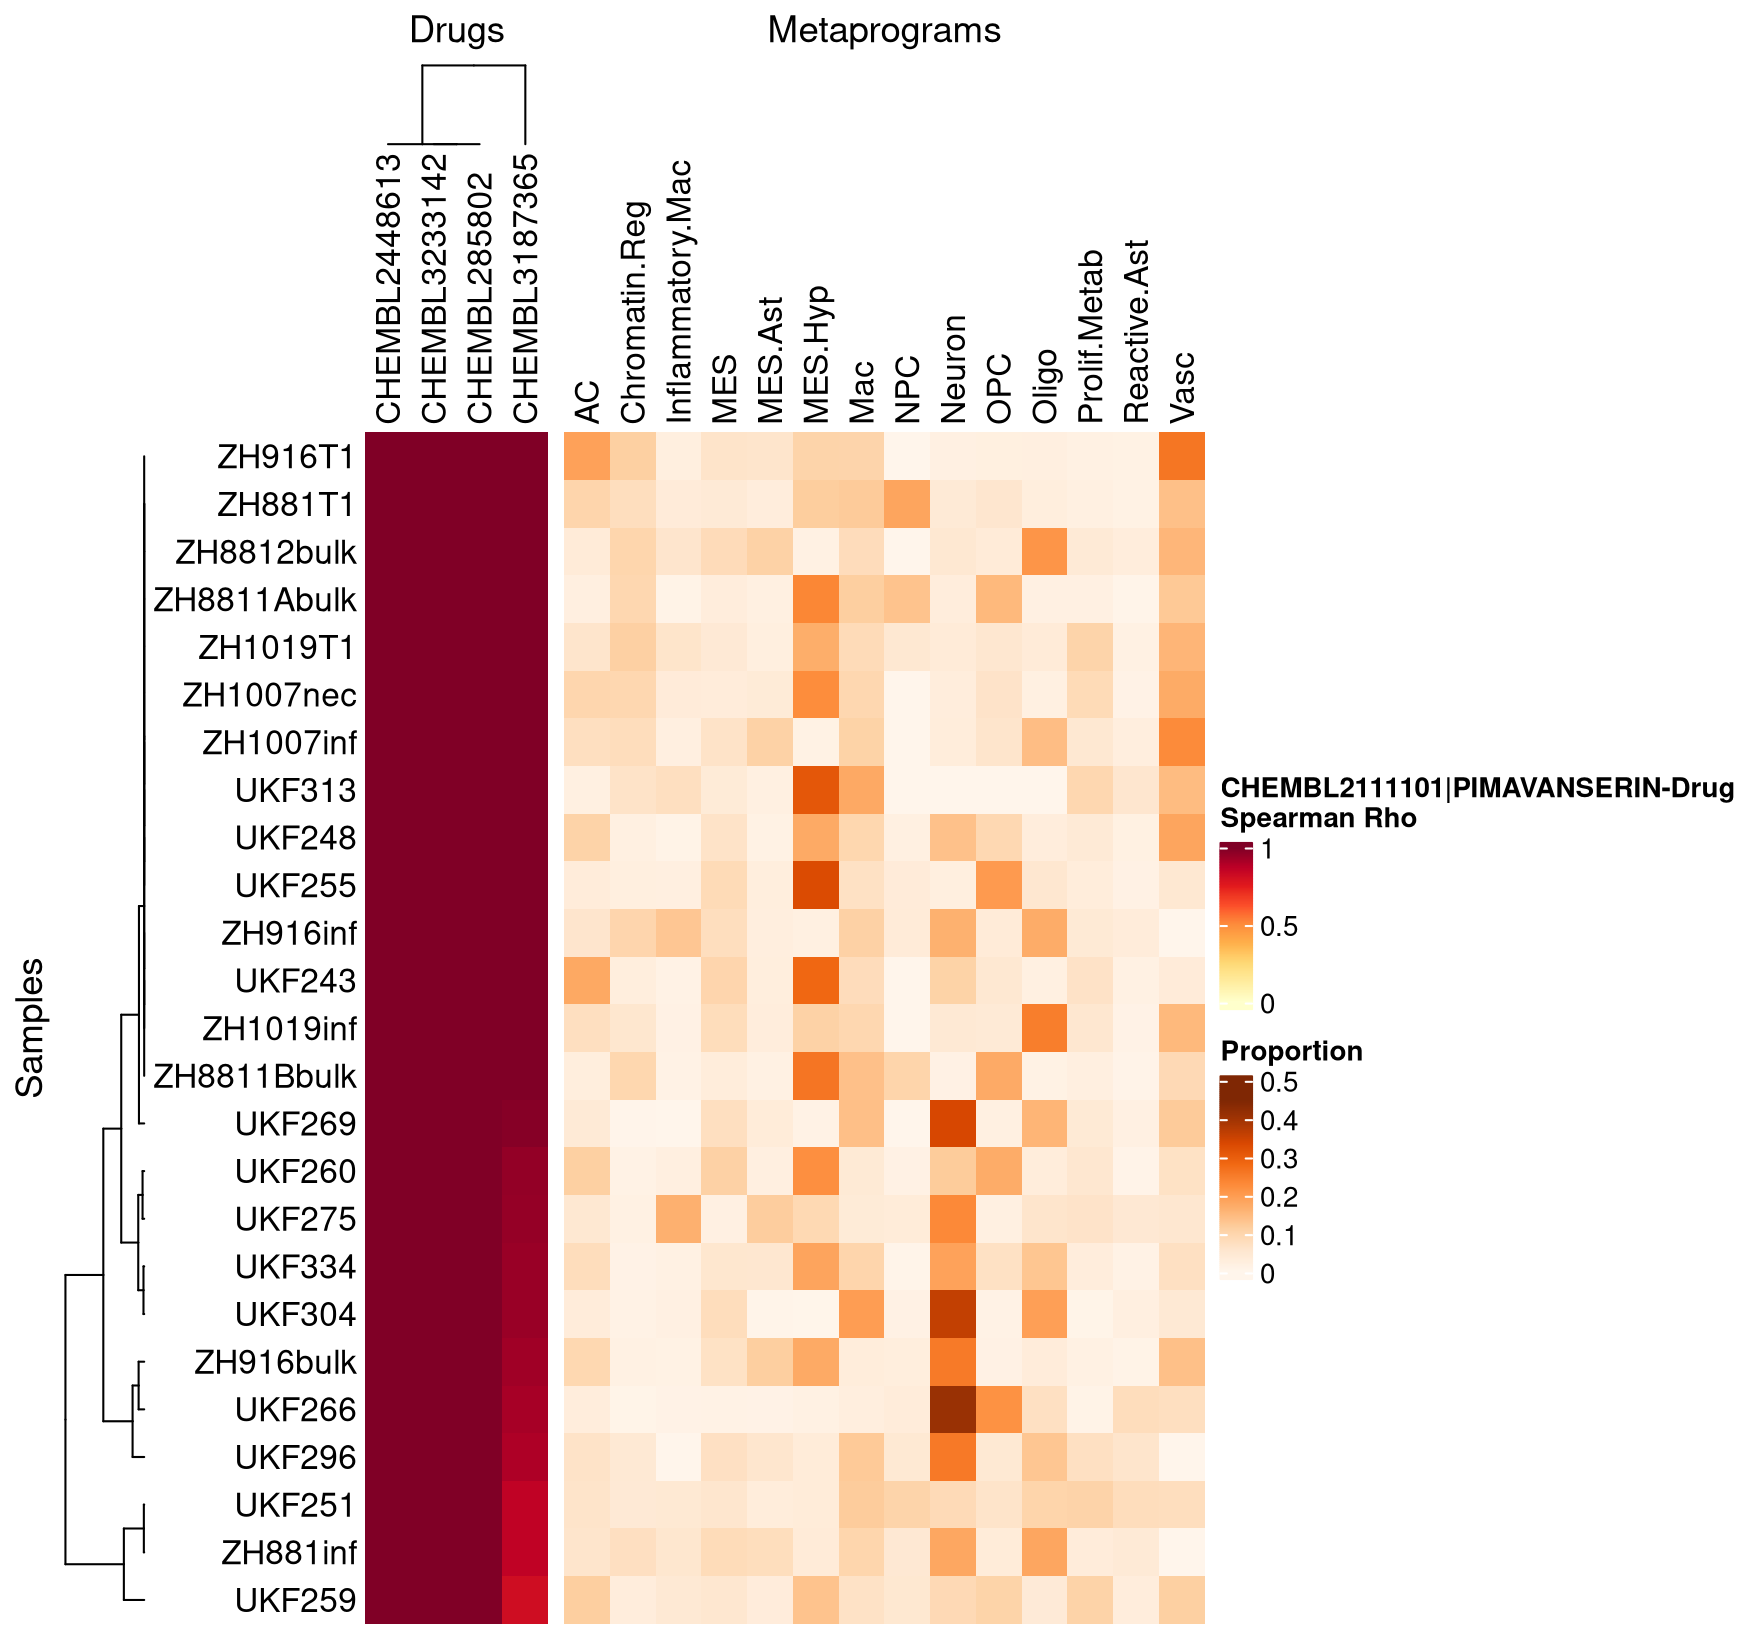 Drugs
Metaprograms
CHEMBL2448613
CHEMBL3233142
CHEMBL285802
CHEMBL3187365
AC
Chromatin.Reg
Inflammatory.Mac
MES
MES.Ast
MES.Hyp
Mac
NPC
Neuron
OPC
Oligo
Prolif.Metab
Reactive.Ast
Vasc
Samples
ZH916T1
ZH881T1
ZH8812bulk
ZH8811Abulk
ZH1019T1
ZH1007nec
ZH1007inf
UKF313
UKF248
UKF255
ZH916inf
UKF243
ZH1019inf
ZH8811Bbulk
UKF269
UKF260
UKF275
UKF334
UKF304
ZH916bulk
UKF266
UKF296
UKF251
ZH881inf
UKF259
CHEMBL2111101|PIMAVANSERIN-Drug
Spearman Rho
1
0.5
0
Proportion
0.5
0.4
0.3
0.2
0.1
0